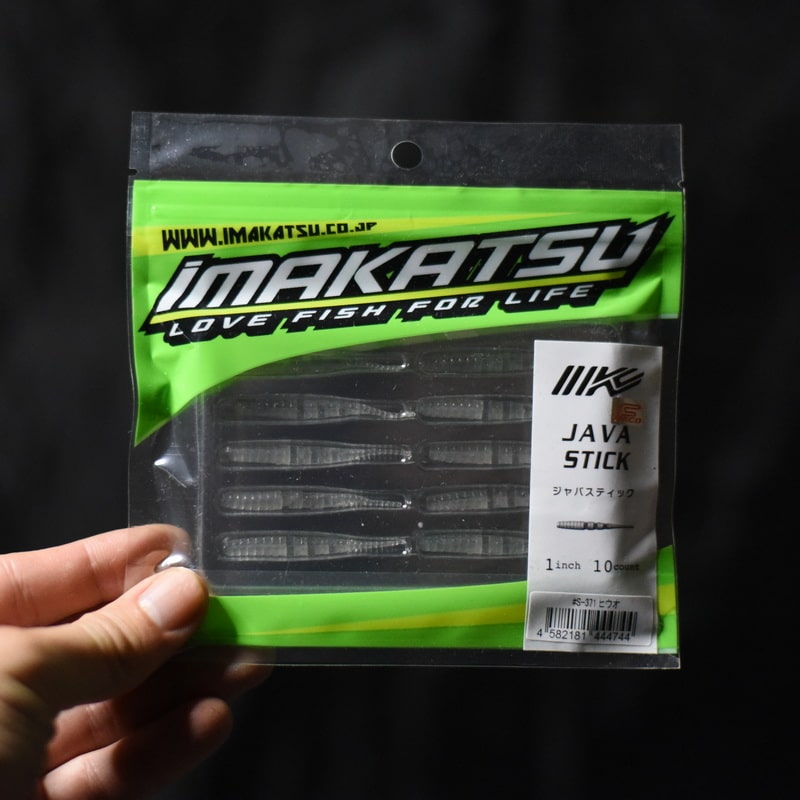 WWW.IMAKATSU.CO.JP
iMAKATSU
LOVE FISH FOR LIFE
IK
JAVA
STICK
ジャバスティック
1inch 10count
#S-371 ヒウオ
4 582181 444744